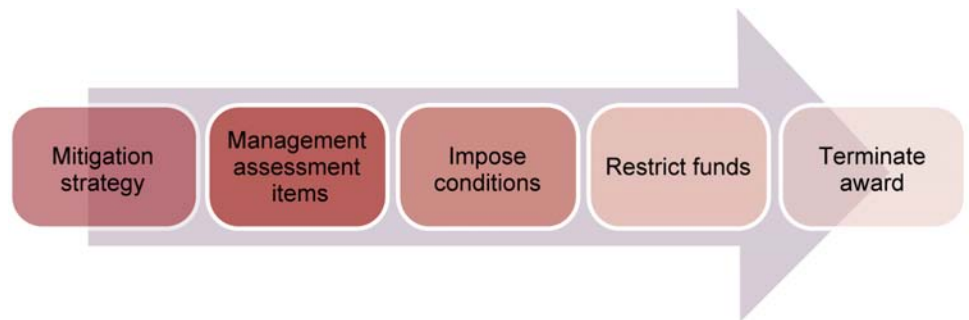 Mitigation
strategy
Management
assessment
items
Impose
conditions
Restrict funds
Terminate
award